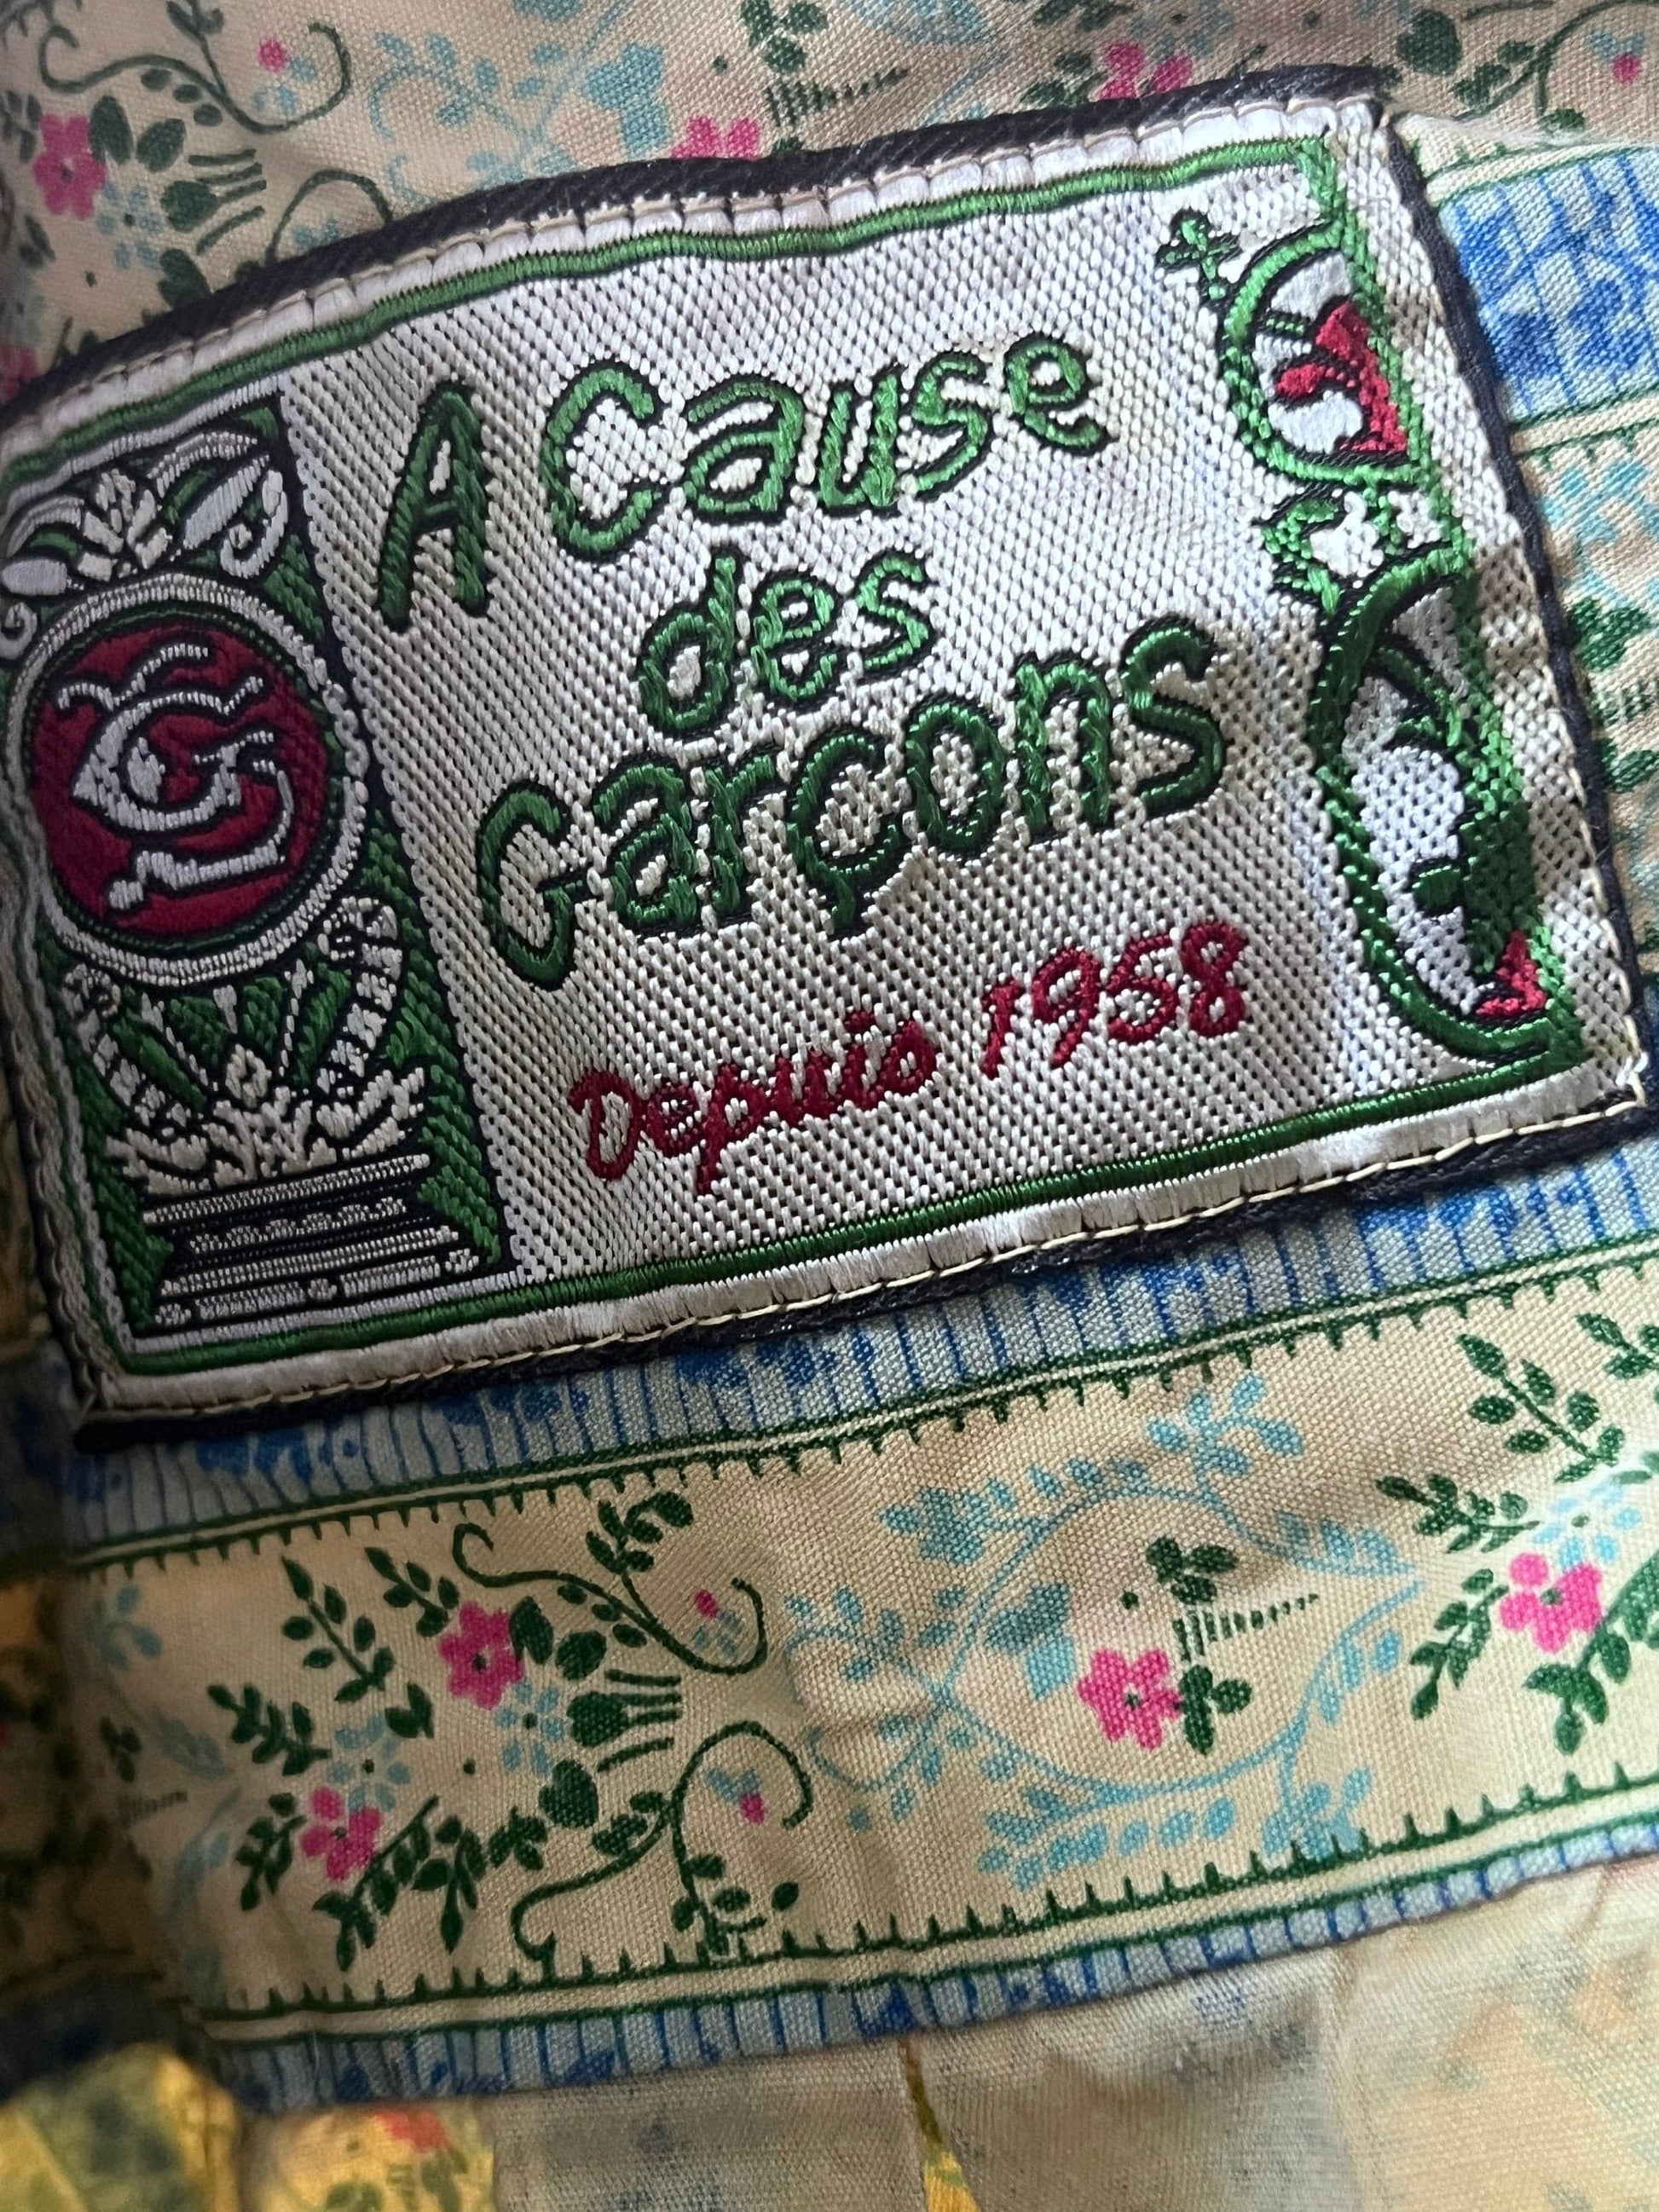 A Cause
des
Garçons
Depuis 1958